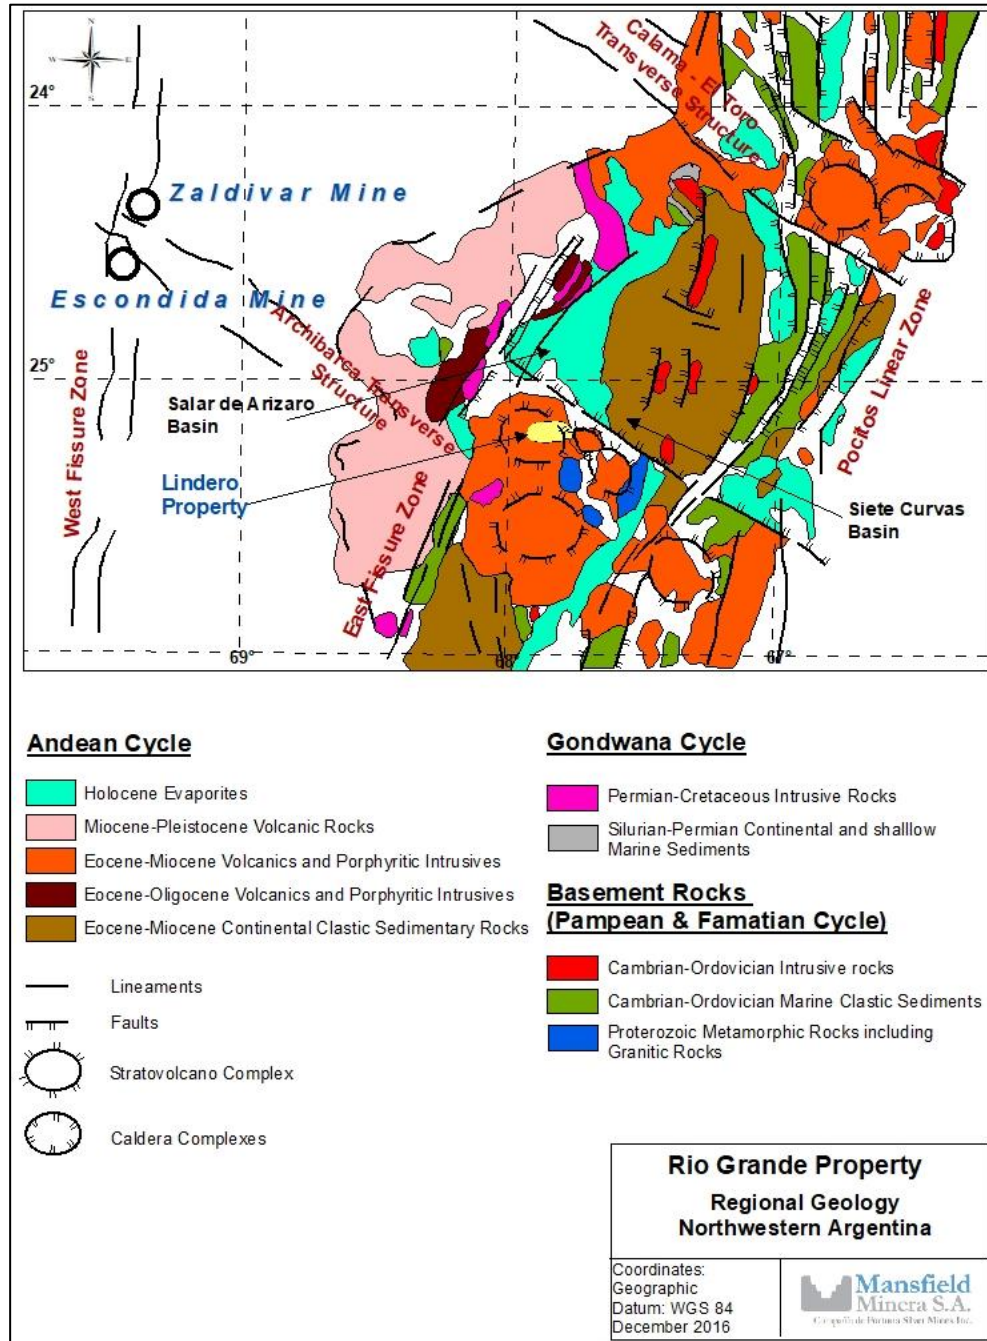 N
W E
S
24°
Calama - El Toro
Transverse Structure
Zaldivar Mine
Escondida Mine
Archibarca Transverse
Structure
25°
West Fissure Zone
Salar de Arizaro
Basin
Lindero
Property
East Fissure Zone
Pocitos Linear Zone
Siete Curvas
Basin
69°
68°
67°
Andean Cycle
Holocene Evaporites
Miocene-Pleistocene Volcanic Rocks
Eocene-Miocene Volcanics and Porphyritic Intrusives
Eocene-Oligocene Volcanics and Porphyritic Intrusives
Eocene-Miocene Continental Clastic Sedimentary Rocks
Lineaments
Faults
Stratovolcano Complex
Caldera Complexes
Gondwana Cycle
Permian-Cretaceous Intrusive Rocks
Silurian-Permian Continental and shalllow
Marine Sediments
Basement Rocks
(Pampean & Famatian Cycle)
Cambrian-Ordovician Intrusive rocks
Cambrian-Ordovician Marine Clastic Sediments
Proterozoic Metamorphic Rocks including
Granitic Rocks
Rio Grande Property
Regional Geology
Northwestern Argentina
Coordinates:
Geographic
Datum: WGS 84
December 2016
Mansfield
Minera S.A.
Compañía de Fortuna Silver Mines Inc.